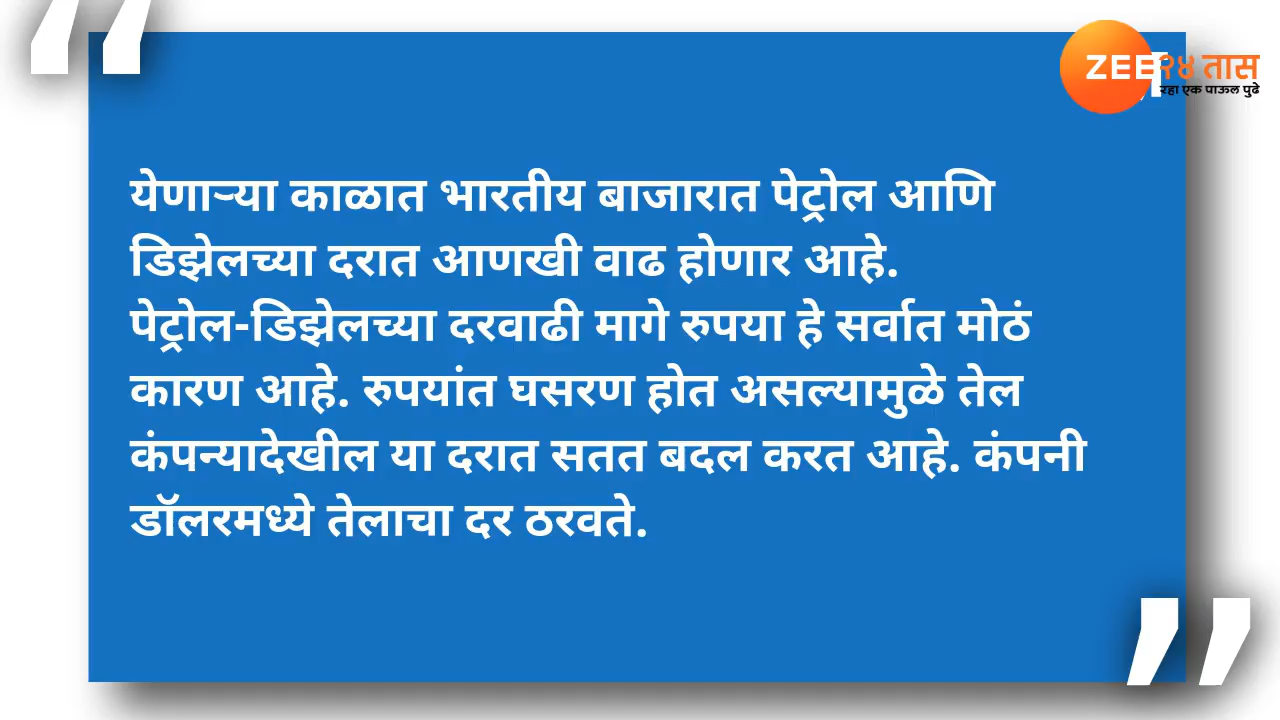 ZEE २४ तास
रहा एक पाऊल पुढे
येणाऱ्या काळात भारतीय बाजारात पेट्रोल आणि
डिझेलच्या दरात आणखी वाढ होणार आहे.
पेट्रोल-डिझेलच्या दरवाढी मागे रुपया हे सर्वात मोठं
कारण आहे. रुपयांत घसरण होत असल्यामुळे तेल
कंपन्यादेखील या दरात सतत बदल करत आहे. कंपनी
डॉलरमध्ये तेलाचा दर ठरवते.